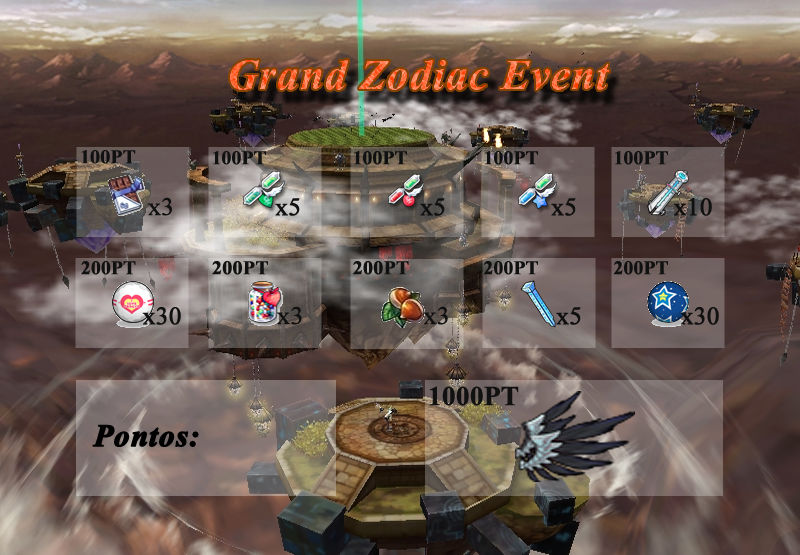 Grand Zodiac Event
100PT 100PT 100PT 100PT 100PT
x3 x5 x5 x5 x10
200PT 200PT 200PT 200PT 200PT
x30 x3 x3 x5 x30
1000PT
Pontos: